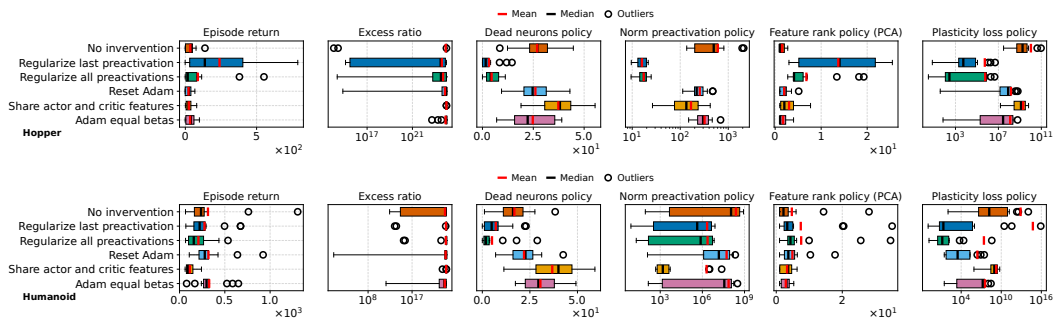 Mean Median Outliers
Episode return Excess ratio Dead neurons policy Norm preactivation policy Feature rank policy (PCA) Plasticity loss policy
No invervention
Regularize last preactivation
Regularize all preactivations
Reset Adam
Share actor and critic features
Adam equal betas
Hopper
0 5 10¹⁷ 10²¹ 0.0 2.5 5.0 10¹ 10² 10³ 0 1 2 10³ 10⁷ 10¹¹
×10² ×10¹ ×10¹
Mean Median Outliers
Episode return Excess ratio Dead neurons policy Norm preactivation policy Feature rank policy (PCA) Plasticity loss policy
No invervention
Regularize last preactivation
Regularize all preactivations
Reset Adam
Share actor and critic features
Adam equal betas
Humanoid
0.0 0.5 1.0 10⁸ 10¹⁷ 0.0 2.5 5.0 10³ 10⁶ 10⁹ 0 2 10⁴ 10¹⁰ 10¹⁶
×10³ ×10¹ ×10¹